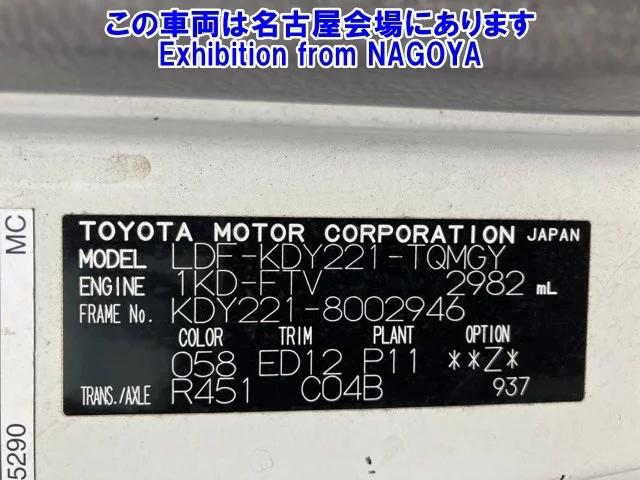 この車両は名古屋会場にあります
Exhibition from NAGOYA
TOYOTA MOTOR CORPORATION JAPAN
MODEL LDF-KDY221-TQMGY
ENGINE 1KD-FTV 2982 mL
FRAME No. KDY221-8002946
COLOR TRIM PLANT OPTION
058 ED12 P11 **Z*
TRANS./AXLE R451 C04B 937
MC
5290